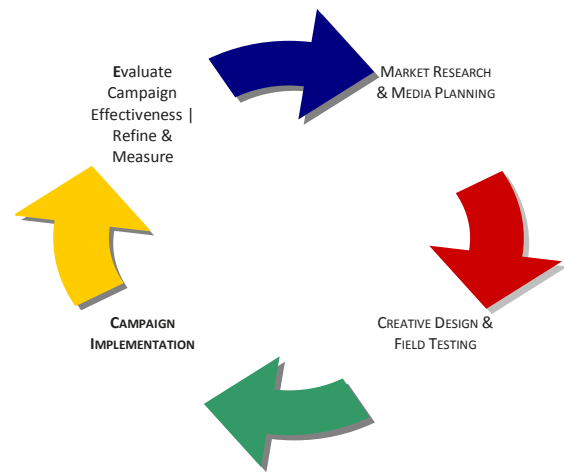 Evaluate
Campaign
Effectiveness |
Refine &
Measure
MARKET RESEARCH
& MEDIA PLANNING
CAMPAIGN
IMPLEMENTATION
CREATIVE DESIGN &
FIELD TESTING